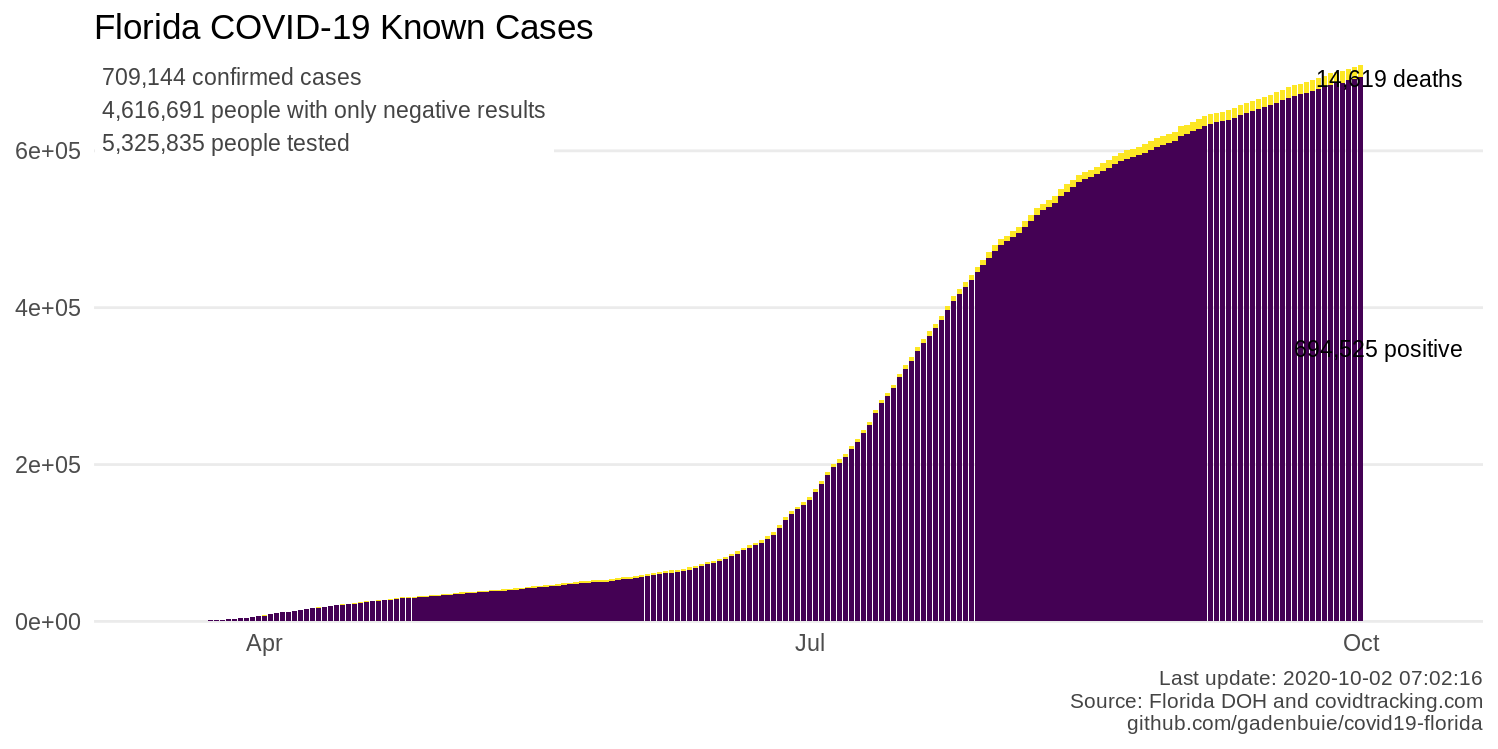 Florida COVID-19 Known Cases
709,144 confirmed cases
4,616,691 people with only negative results
5,325,835 people tested
14,619 deaths
6e+05
4e+05
694,525 positive
2e+05
0e+00
Apr
Jul
Oct
Last update: 2020-10-02 07:02:16
Source: Florida DOH and covidtracking.com
github.com/gadenbuie/covid19-florida